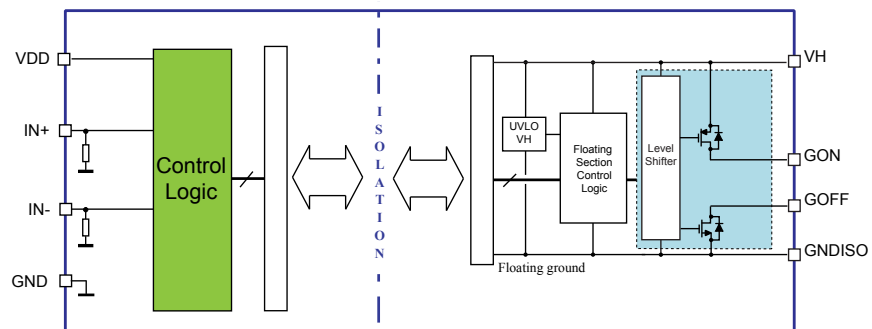 VDD
IN+
IN-
GND
Control
Logic
ISOLATION
UVLO
VH
Floating
Section
Control
Logic
Level
Shifter
Floating ground
VH
GON
GOFF
GNDISO